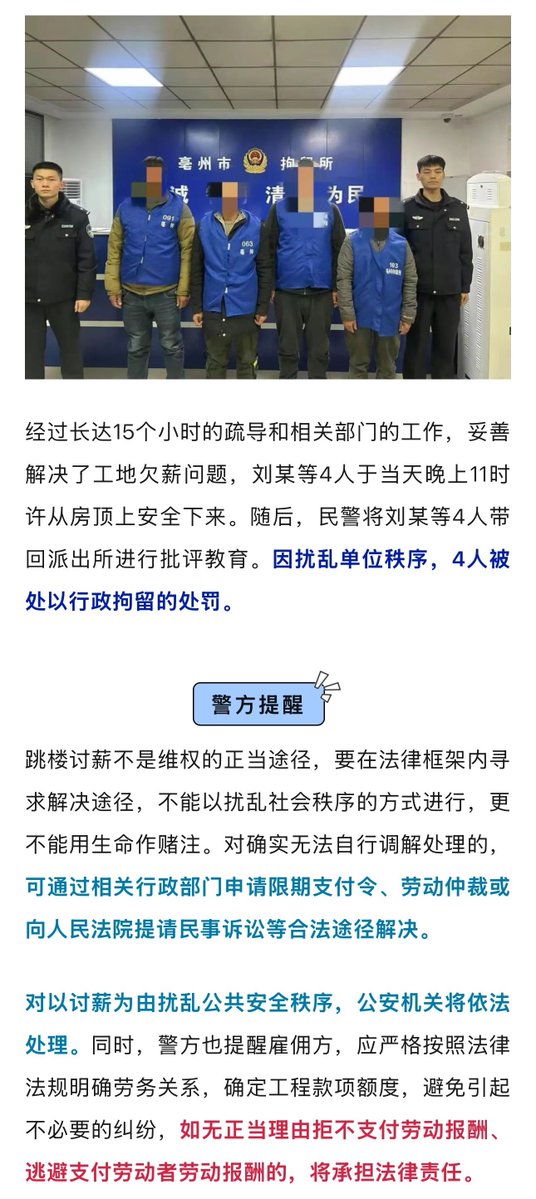 亳州市 拘留所
诚 清 为民
091
亳州
063
亳州
193
经过长达15个小时的疏导和相关部门的工作，妥善
解决了工地欠薪问题，刘某等4人于当天晚上11时
许从房顶上安全下来。随后，民警将刘某等4人带
回派出所进行批评教育。因扰乱单位秩序，4人被
处以行政拘留的处罚。
警方提醒
跳楼讨薪不是维权的正当途径，要在法律框架内寻
求解决途径，不能以扰乱社会秩序的方式进行，更
不能用生命作赌注。对确实无法自行调解处理的，
可通过相关行政部门申请限期支付令、劳动仲裁或
向人民法院提请民事诉讼等合法途径解决。
对以讨薪为由扰乱公共安全秩序，公安机关将依法
处理。同时，警方也提醒雇佣方，应严格按照法律
法规明确劳务关系，确定工程款项额度，避免引起
不必要的纠纷，如无正当理由拒不支付劳动报酬、
逃避支付劳动者劳动报酬的，将承担法律责任。